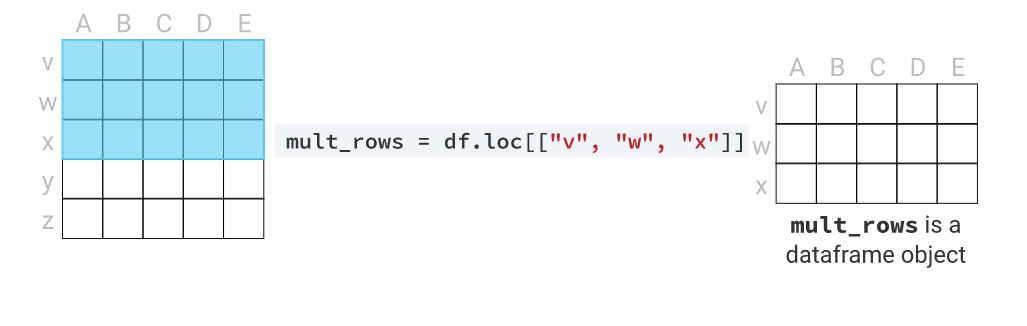 A B C D E
v
w
x
y
z
mult_rows = df.loc[["v", "w", "x"]]
A B C D E
v
w
x
mult_rows is a
dataframe object